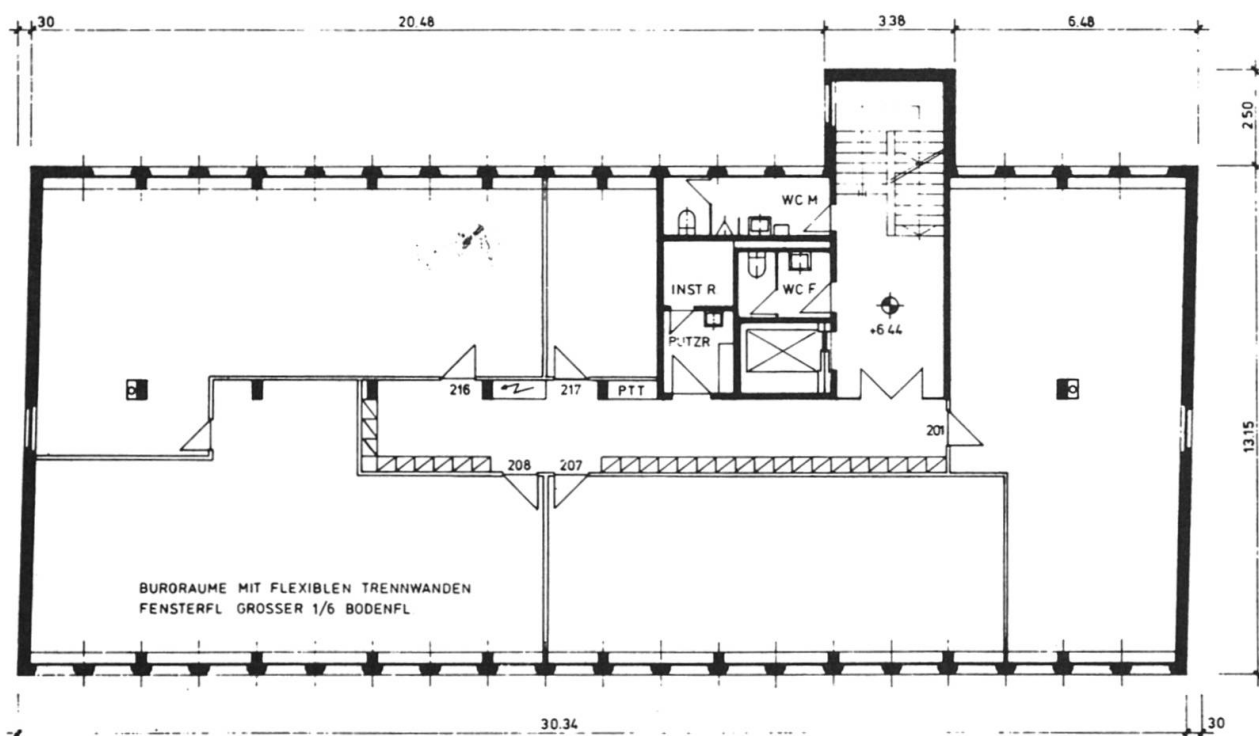 30
20.48
3.38
6.48
2.50
WC M
INST R
WC F
+6.44
PUTZR
216
217
PTT
201
13.15
208
207
BURORAUME MIT FLEXIBLEN TRENNWANDEN
FENSTERFL GROSSER 1/6 BODENFL
30.34
30